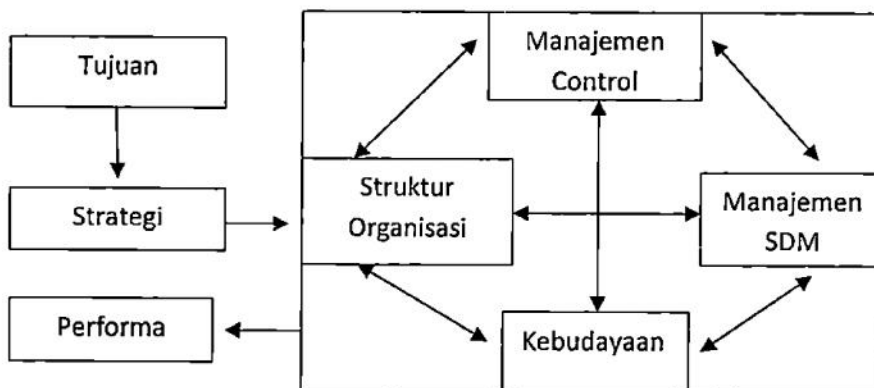 Tujuan
Strategi
Performa
Manajemen
Control
Struktur
Organisasi
Manajemen
SDM
Kebudayaan